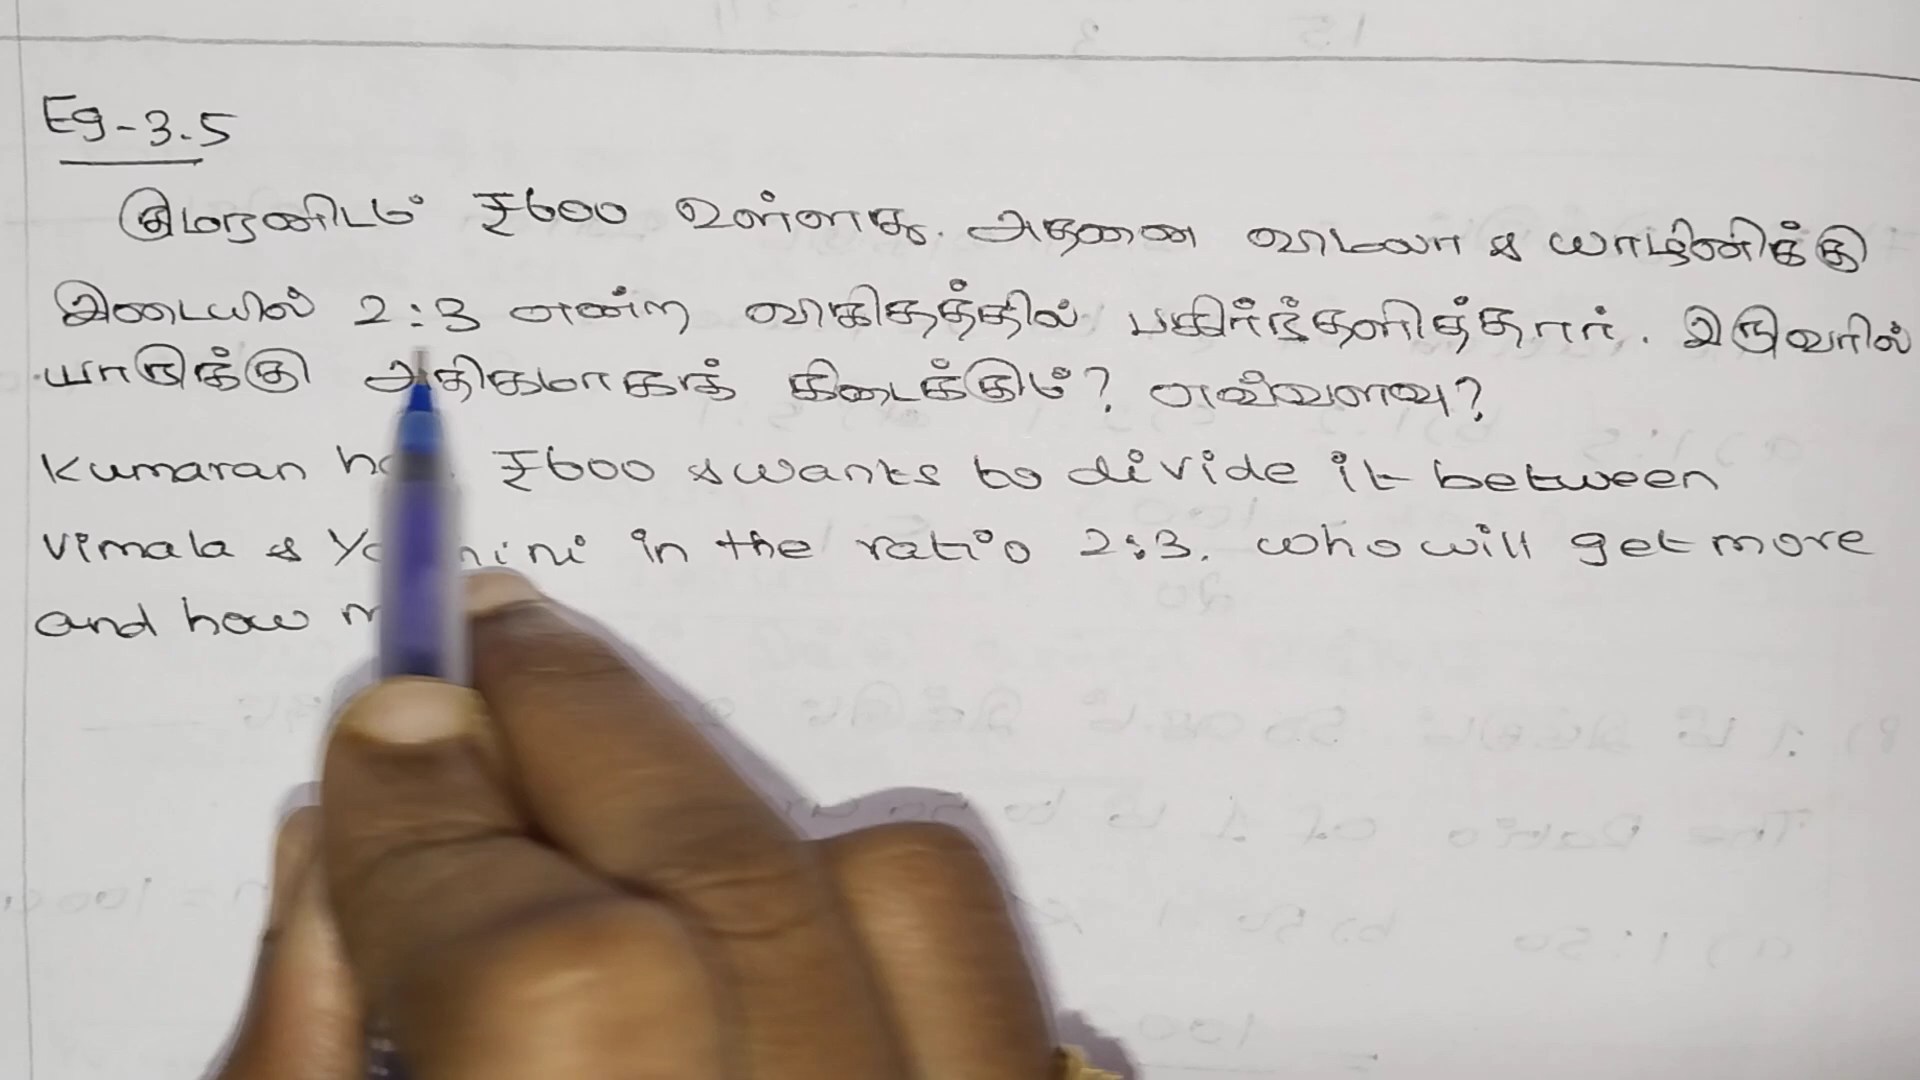 Eg-3.5
குமரனிடம் ₹600 உள்ளது. அதனை விமலா & யாழினிக்கு
இடையில் 2:3 என்ற விகிதத்தில் பகிர்ந்தளித்தார். இருவரில்
யாருக்கு அதிகமாகக் கிடைக்கும்? எவ்வளவு?
Kumaran ₹600 & wants to divide it between
Vimala & in the ratio 2:3. who will get more
and how